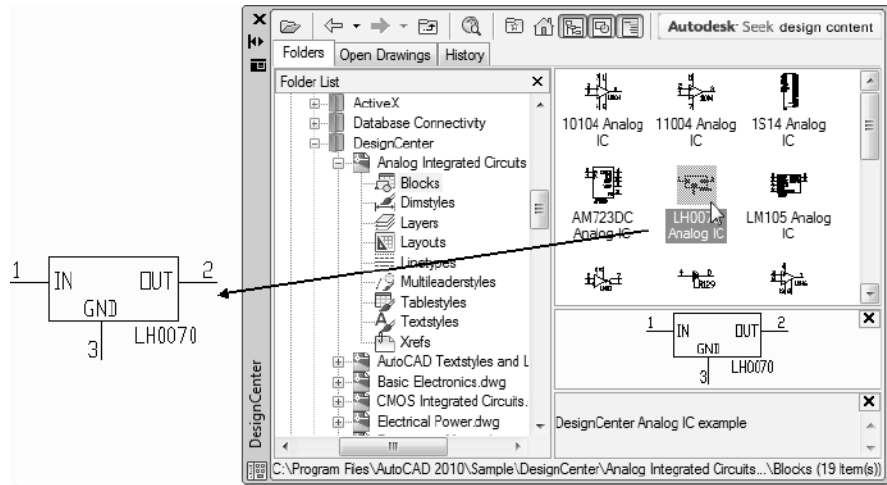 1
IN
OUT
2
GND
3
LH0070
DesignCenter
Autodesk Seek design content
Folders
Open Drawings
History
Folder List
ActiveX
Database Connectivity
DesignCenter
Analog Integrated Circuits
Blocks
Dimstyles
Layers
Layouts
Linetypes
Multileaderstyles
Tablestyles
Textstyles
Xrefs
AutoCAD Textstyles and L
Basic Electronics.dwg
CMOS Integrated Circuits.
Electrical Power.dwg
10104 Analog
IC
11004 Analog
IC
1S14 Analog
IC
AM723DC
Analog IC
LH007
Analog IC
LM105 Analog
IC
1
IN
OUT
2
GND
3
LH0070
DesignCenter Analog IC example
C:\Program Files\AutoCAD 2010\Sample\DesignCenter\Analog Integrated Circuits...\Blocks (19 Item(s))